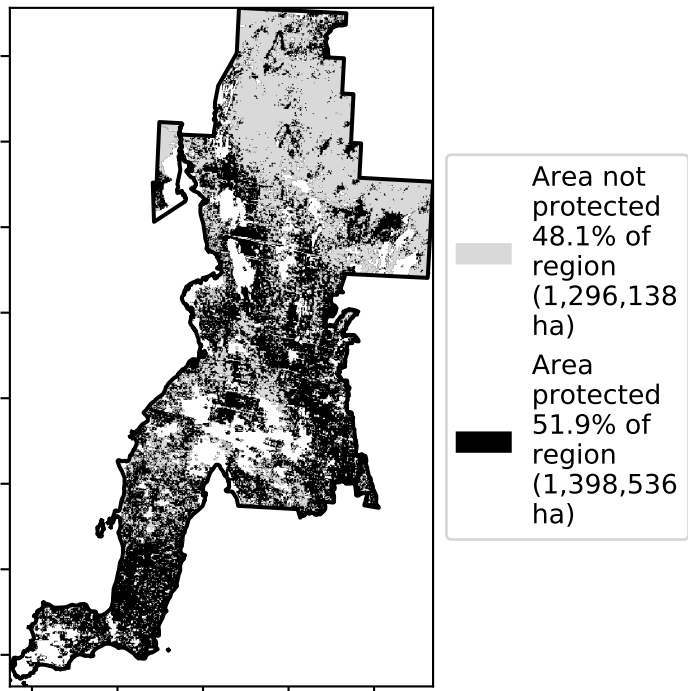 Area not
protected
48.1% of
region
(1,296,138
ha)
Area
protected
51.9% of
region
(1,398,536
ha)